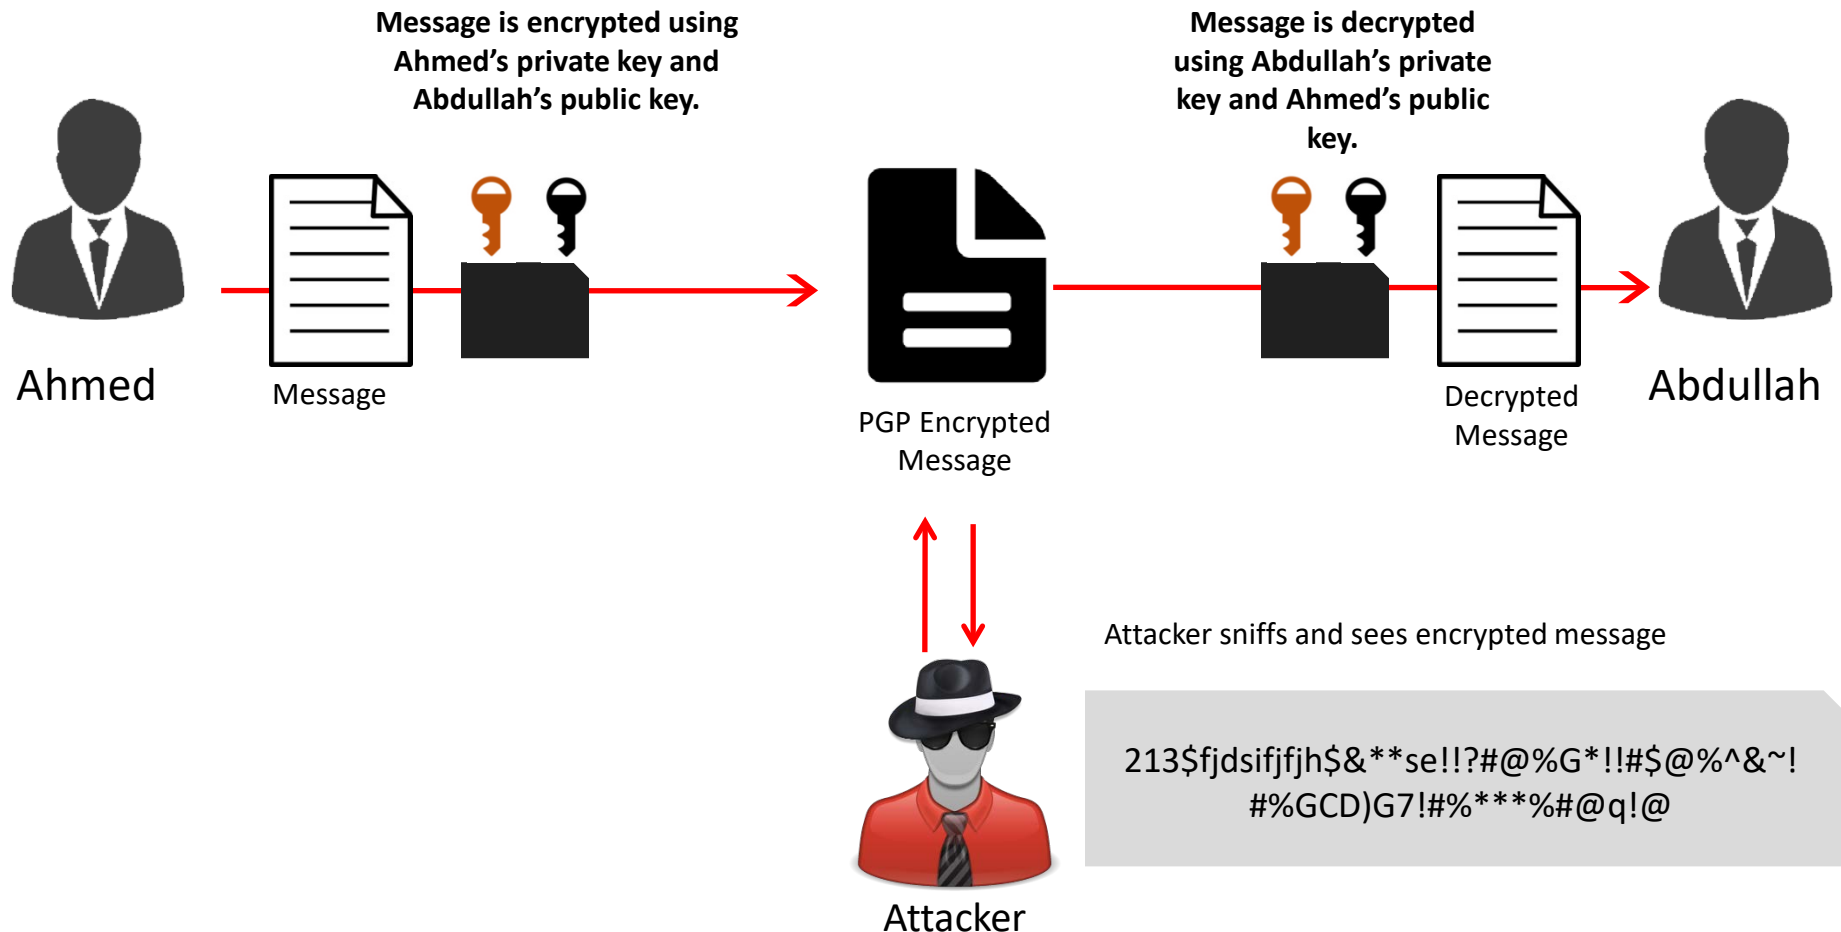 Message is encrypted using
Ahmed’s private key and
Abdullah’s public key.
Message is decrypted
using Abdullah’s private
key and Ahmed’s public
key.
Ahmed
Message
PGP Encrypted
Message
Decrypted
Message
Abdullah
Attacker sniffs and sees encrypted message
213$fjdsifjfjh$&**se!!?#@%G*!!#$@%^&~!
#%GCD)G7!#%***%#@q!@
Attacker